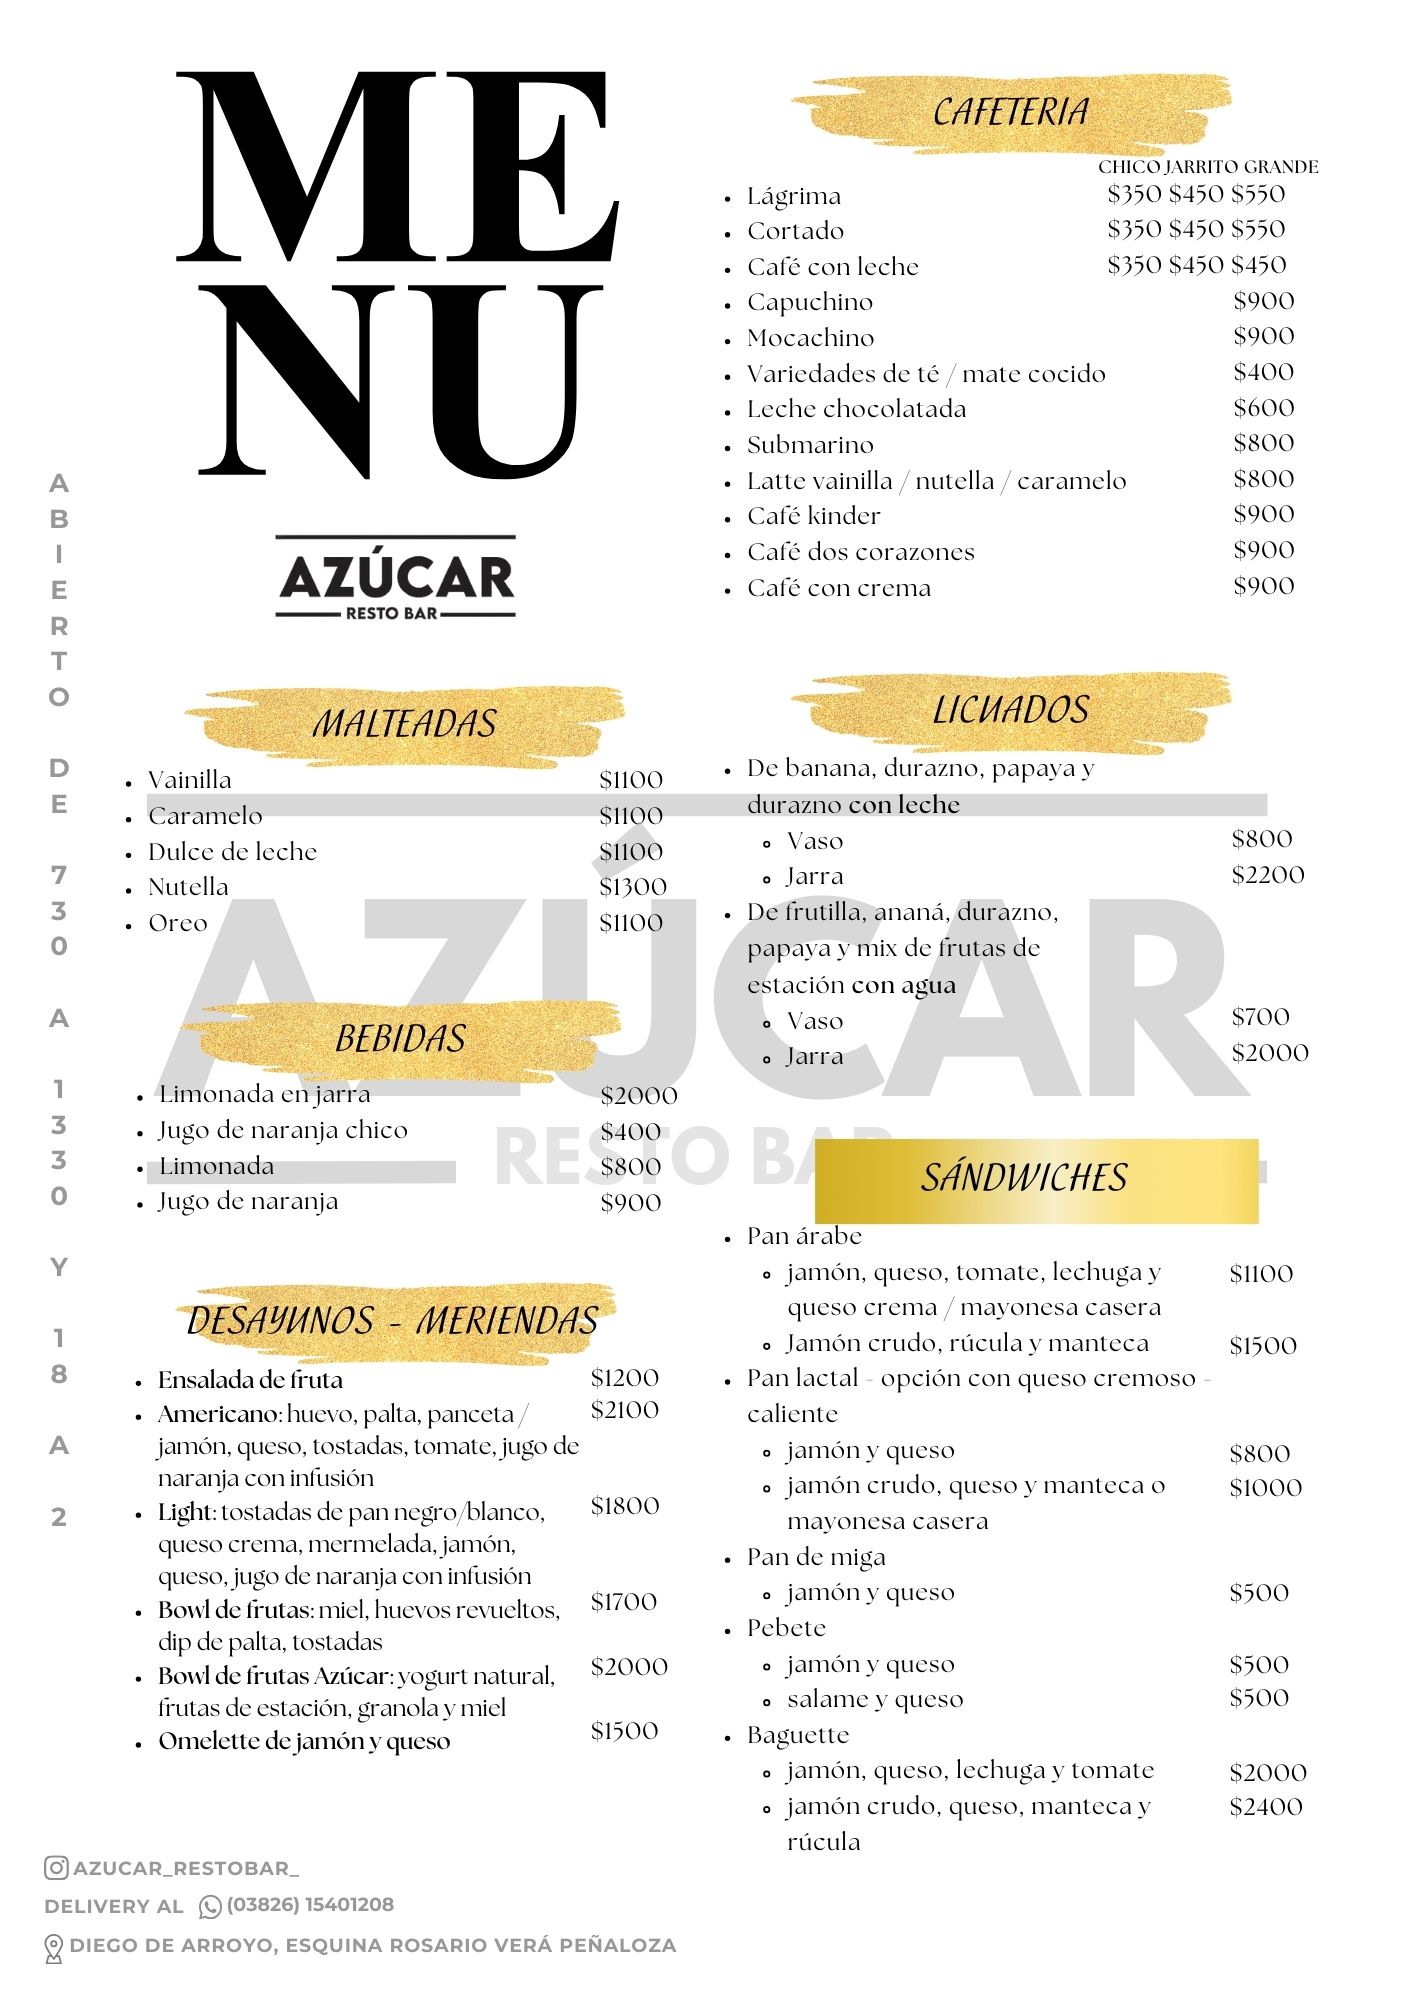 ME
NU
AZÚCAR
RESTO BAR
ABIERTO DE 730 A 1330 Y 18 A 2
CAFETERIA
CHICO JARRITO GRANDE
Lágrima $350 $450 $550
Cortado $350 $450 $550
Café con leche $350 $450 $450
Capuchino $900
Mocachino $900
Variedades de té / mate cocido $400
Leche chocolatada $600
Submarino $800
Latte vainilla / nutella / caramelo $800
Café kinder $900
Café dos corazones $900
Café con crema $900
MALTEADAS
Vainilla $1100
Caramelo $1100
Dulce de leche $1100
Nutella $1300
Oreo $1100
BEBIDAS
Limonada en jarra $2000
Jugo de naranja chico $400
Limonada $800
Jugo de naranja $900
DESAYUNOS - MERIENDAS
Ensalada de fruta $1200
Americano: huevo, palta, panceta / $2100
jamón, queso, tostadas, tomate, jugo de
naranja con infusión
Light: tostadas de pan negro/blanco, $1800
queso crema, mermelada, jamón,
queso, jugo de naranja con infusión
Bowl de frutas: miel, huevos revueltos, $1700
dip de palta, tostadas
Bowl de frutas Azúcar: yogurt natural, $2000
frutas de estación, granola y miel
Omelette de jamón y queso $1500
LICUADOS
De banana, durazno, papaya y
durazno con leche
Vaso $800
Jarra $2200
De frutilla, ananá, durazno,
papaya y mix de frutas de
estación con agua
Vaso $700
Jarra $2000
SÁNDWICHES
Pan árabe
jamón, queso, tomate, lechuga y $1100
queso crema / mayonesa casera
Jamón crudo, rúcula y manteca $1500
Pan lactal - opción con queso cremoso -
caliente
jamón y queso $800
jamón crudo, queso y manteca o $1000
mayonesa casera
Pan de miga
jamón y queso $500
Pebete
jamón y queso $500
salame y queso $500
Baguette
jamón, queso, lechuga y tomate $2000
jamón crudo, queso, manteca y $2400
rúcula
AZÚCAR
RESTO BAR
AZUCAR_RESTOBAR_
DELIVERY AL (03826) 15401208
DIEGO DE ARROYO, ESQUINA ROSARIO VERÁ PEÑALOZA